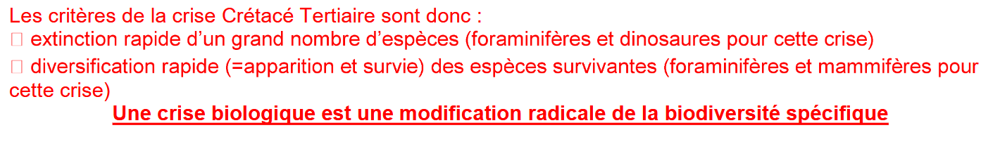 Les critères de la crise Crétacé Tertiaire sont donc :
 extinction rapide d’un grand nombre d’espèces (foraminifères et dinosaures pour cette crise)
 diversification rapide (=apparition et survie) des espèces survivantes (foraminifères et mammifères pour
cette crise)
Une crise biologique est une modification radicale de la biodiversité spécifique